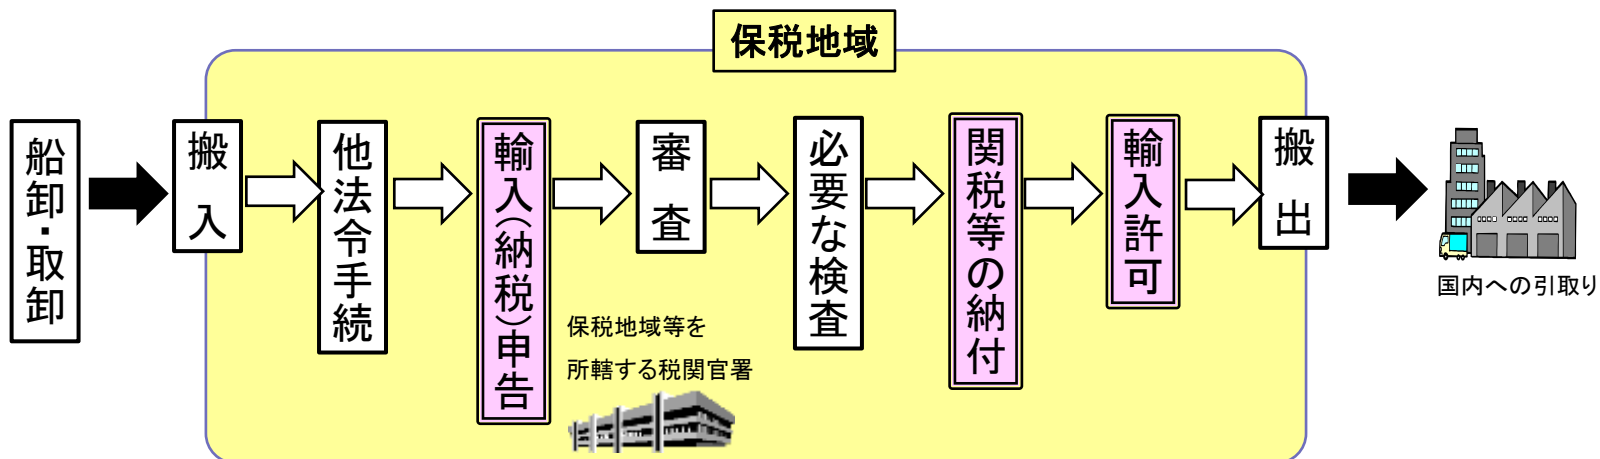 保税地域
船卸・取卸
搬入
他法令手続
輸入(納税)申告
審査
必要な検査
関税等の納付
輸入許可
搬出
保税地域等を
所轄する税関官署
国内への引取り